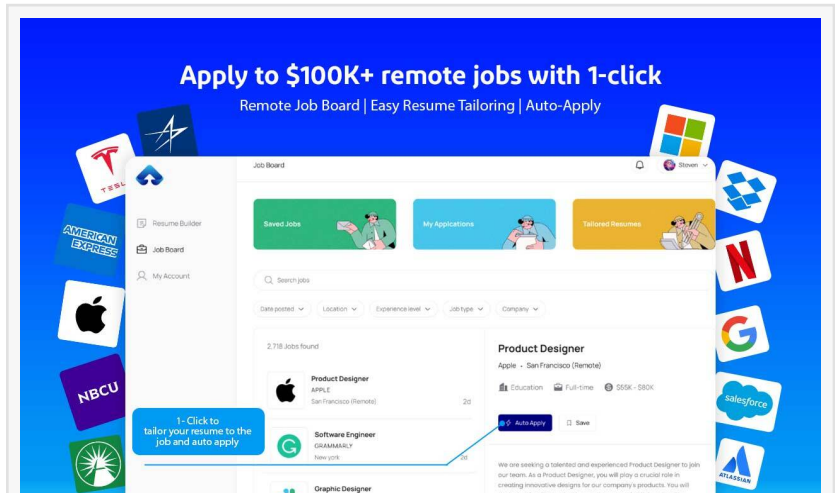 Apply to $100K+ remote jobs with 1-click
Remote Job Board | Easy Resume Tailoring | Auto-Apply
TESL
AMERICAN
EXPRESS
NBCU
salesforce
ATLASSIAN
Job Board
Steven
Resume Builder
Job Board
My Account
Saved Jobs
My Applications
Tailored Resumes
Search jobs
Date posted
Location
Experience level
Job type
Company
2,718 Jobs found
Product Designer
APPLE
San Francisco (Remote)
2d
Software Engineer
GRAMMARLY
New york
2d
Graphic Designer
1- Click to
tailor your resume to the
job and auto apply
Product Designer
Apple • San Francisco (Remote)
Education
Full-time
$65K - $80K
Auto Apply
Save
We are seeking a talented and experienced Product Designer to join
our team. As a Product Designer, you will play a crucial role in
creating innovative designs for our company's products. You will